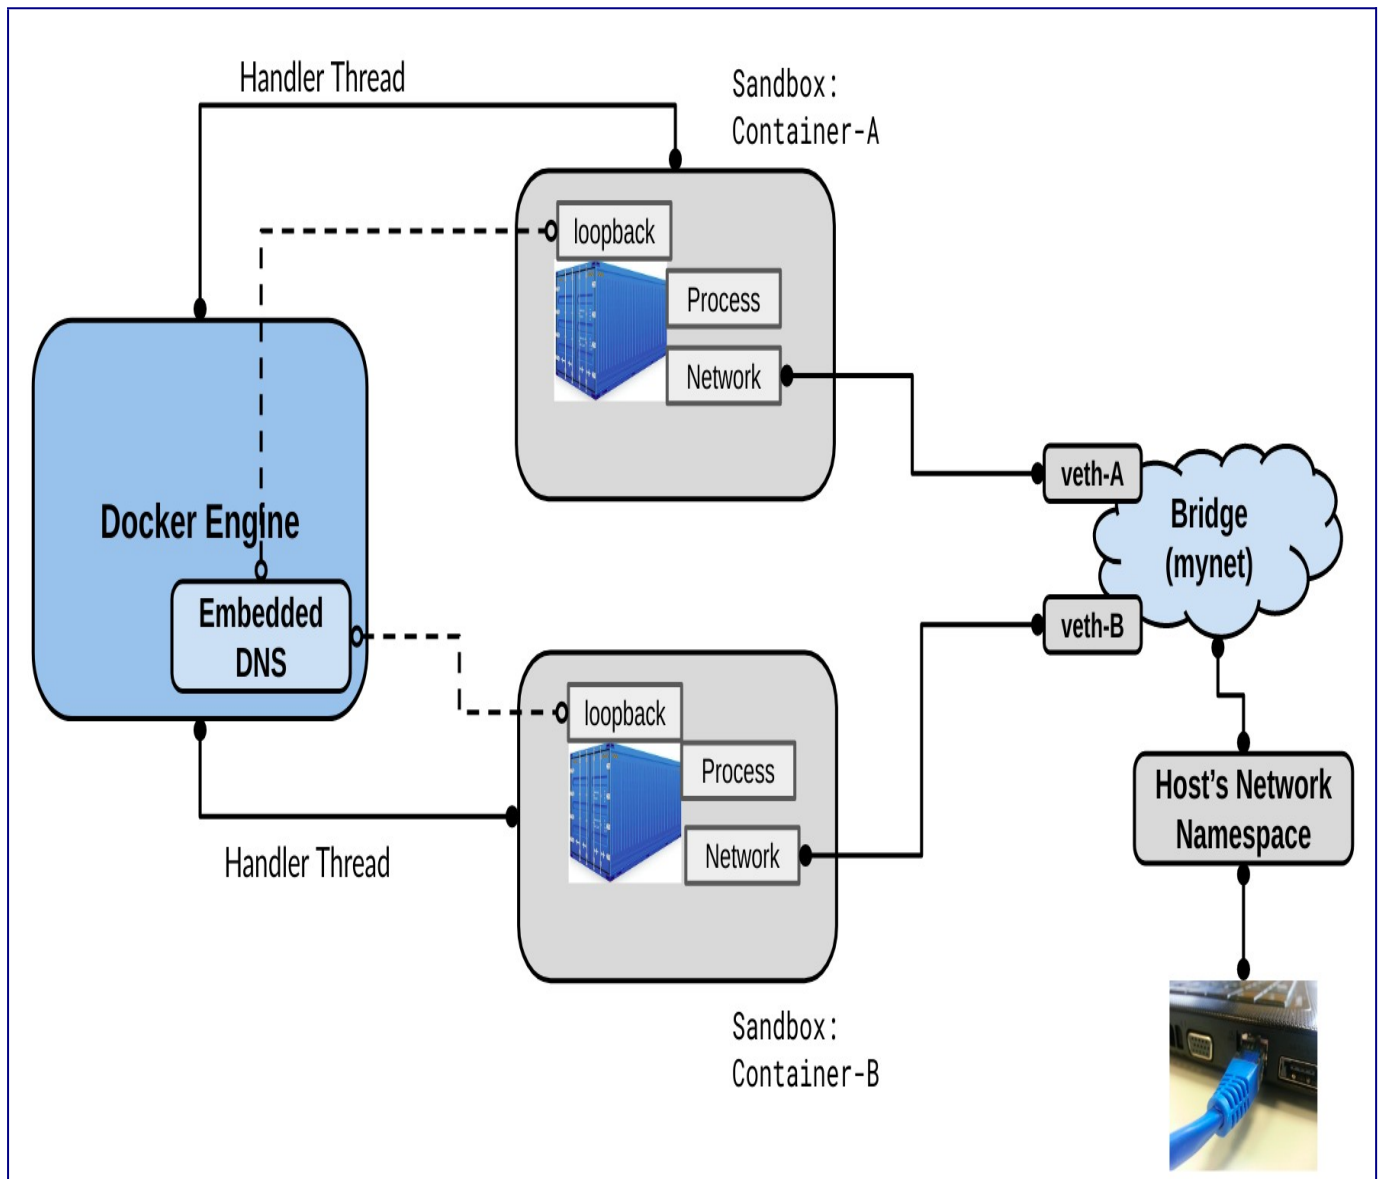 Handler Thread
Sandbox:
Container-A
loopback
Process
Network
veth-A
Bridge
(mynet)
Docker Engine
Embedded
DNS
veth-B
loopback
Process
Network
Host's Network
Namespace
Handler Thread
Sandbox:
Container-B